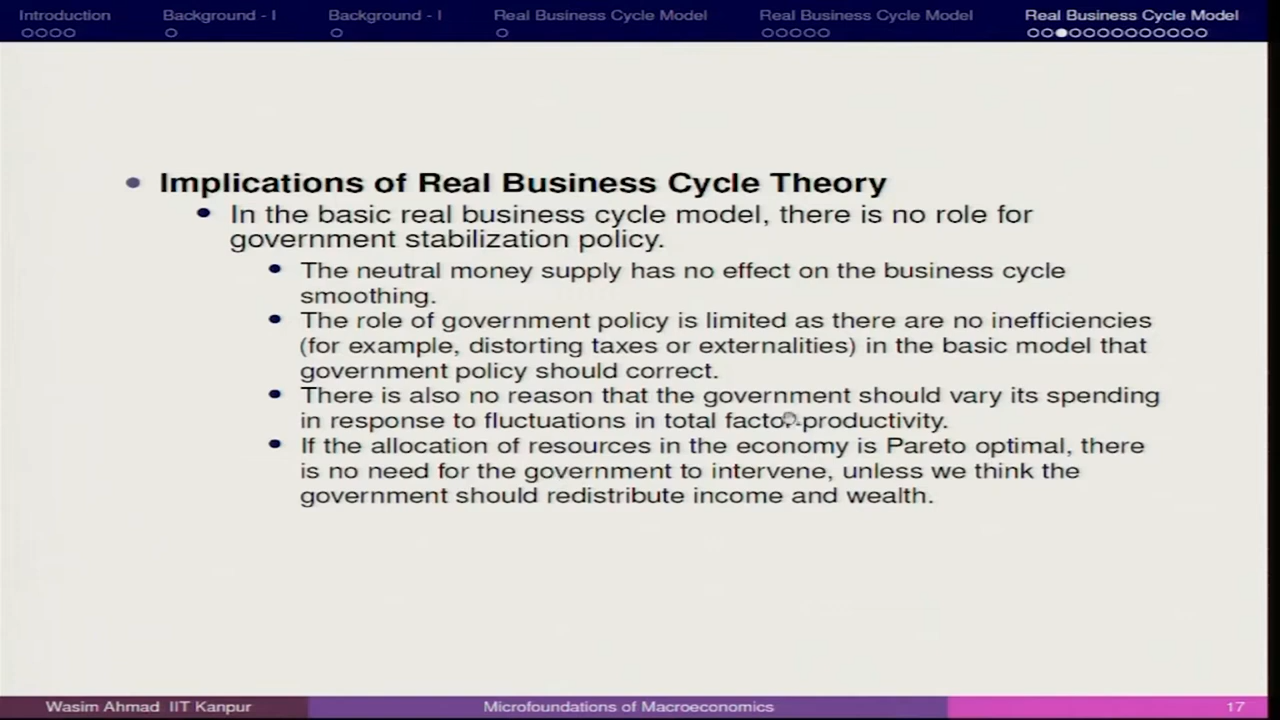 Introduction
Background - I
Background - I
Real Business Cycle Model
Real Business Cycle Model
Real Business Cycle Model
Implications of Real Business Cycle Theory
In the basic real business cycle model, there is no role for
government stabilization policy.
The neutral money supply has no effect on the business cycle
smoothing.
The role of government policy is limited as there are no inefficiencies
(for example, distorting taxes or externalities) in the basic model that
government policy should correct.
There is also no reason that the government should vary its spending
in response to fluctuations in total factor productivity.
If the allocation of resources in the economy is Pareto optimal, there
is no need for the government to intervene, unless we think the
government should redistribute income and wealth.
Wasim Ahmad IIT Kanpur
Microfoundations of Macroeconomics
17